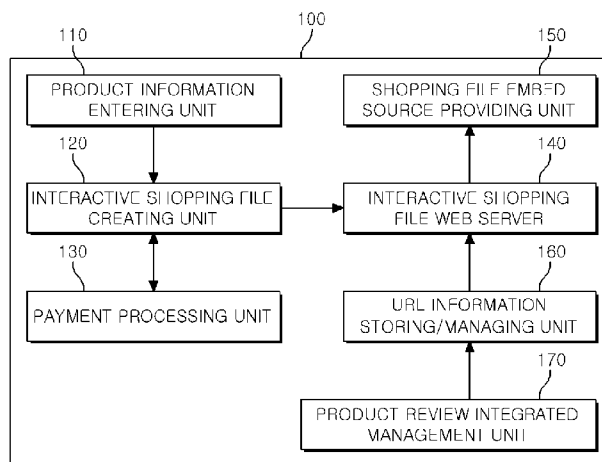 100
110
PRODUCT INFORMATION
ENTERING UNIT
150
SHOPPING FILE EMBED
SOURCE PROVIDING UNIT
120
INTERACTIVE SHOPPING FILE
CREATING UNIT
140
INTERACTIVE SHOPPING
FILE WEB SERVER
130
PAYMENT PROCESSING UNIT
160
URL INFORMATION
STORING/MANAGING UNIT
170
PRODUCT REVIEW INTEGRATED
MANAGEMENT UNIT